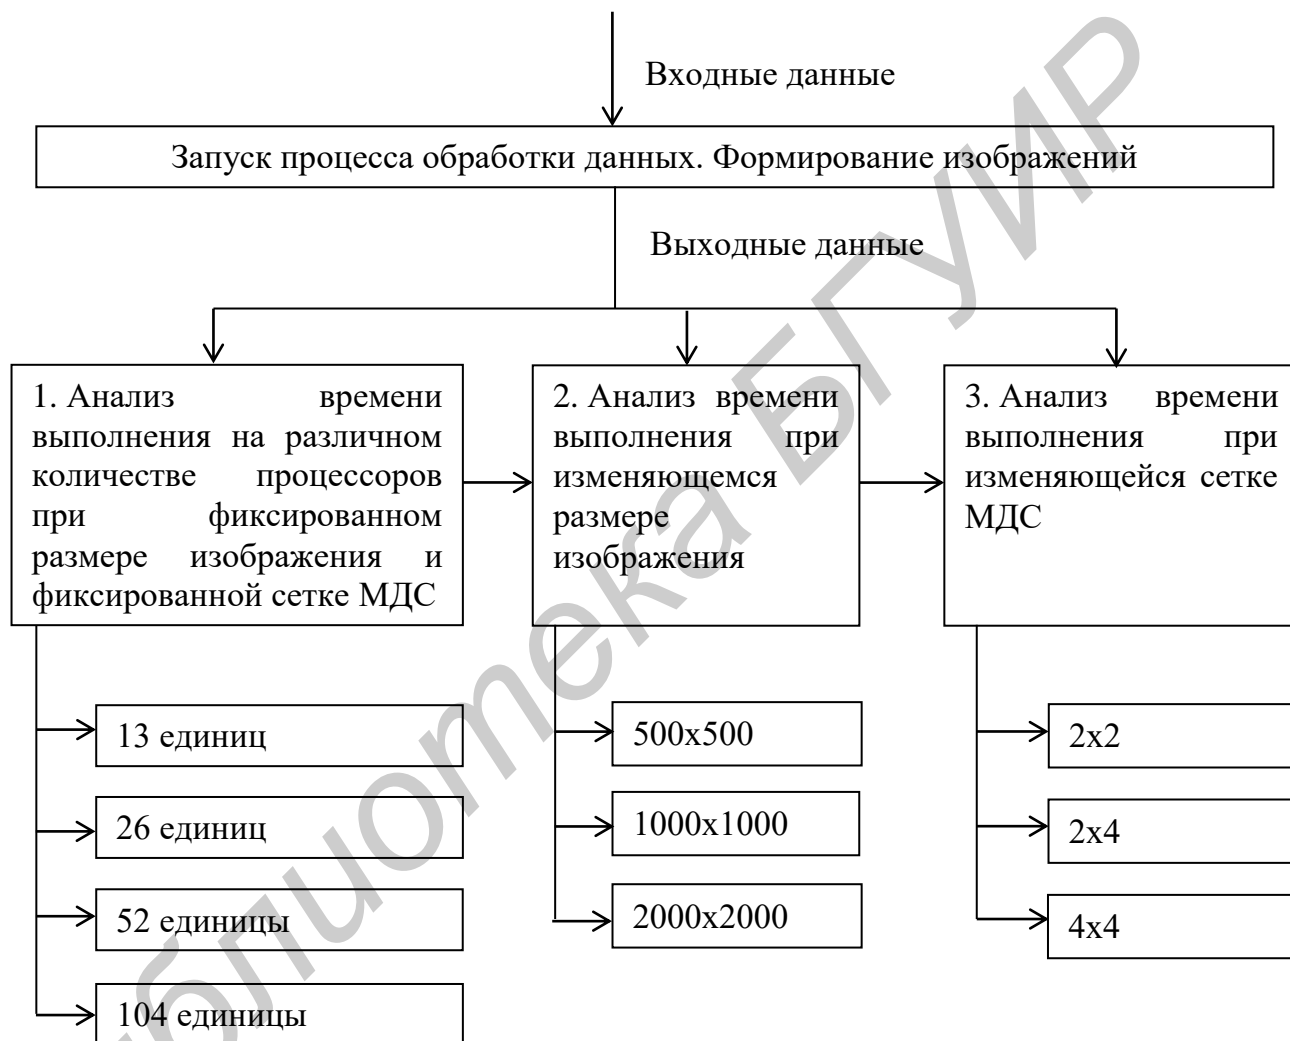 Входные данные
Запуск процесса обработки данных. Формирование изображений
Выходные данные
1. Анализ времени
выполнения на различном
количестве процессоров
при фиксированном
размере изображения и
фиксированной сетке МДС
2. Анализ времени
выполнения при
изменяющемся
размере
изображения
3. Анализ времени
выполнения при
изменяющейся сетке
МДС
13 единиц
26 единиц
52 единицы
104 единицы
500x500
1000x1000
2000x2000
2x2
2x4
4x4
блиотека БГУИР